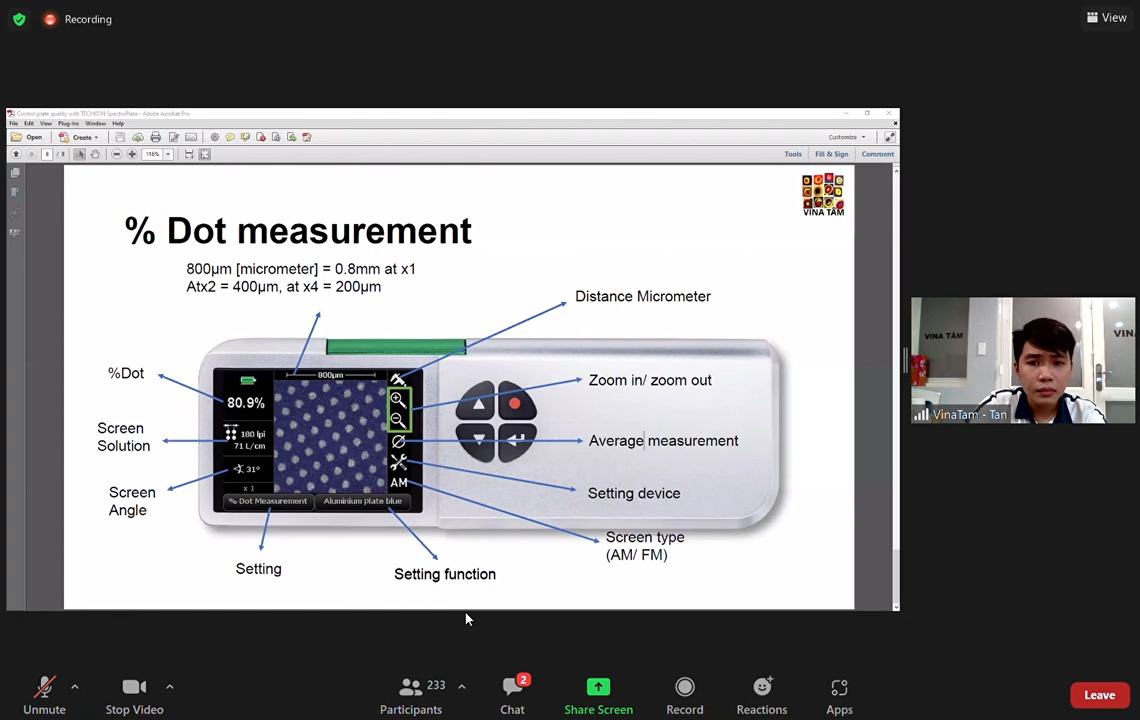 Recording
View
Control plate quality with TECHKON SpectroPlate - Adobe Acrobat Pro
File Edit View Plug-Ins Window Help
Open Create Customize
8 / 8 116% Tools Fill & Sign Comment
VINA TÂM
% Dot measurement
800µm [micrometer] = 0.8mm at x1
Atx2 = 400µm, at x4 = 200µm
Distance Micrometer
%Dot
Zoom in/ zoom out
Screen
Solution
Average measurement
Screen
Angle
Setting device
Screen type
(AM/ FM)
Setting
Setting function
800µm
80.9%
180 lpi
71 L/cm
31°
x 1
AM
% Dot Measurement
Aluminium plate blue
VINA TÂM
VIN
VinaTam - Tan
Unmute
Stop Video
233
Participants
2
Chat
Share Screen
Record
Reactions
Apps
Leave